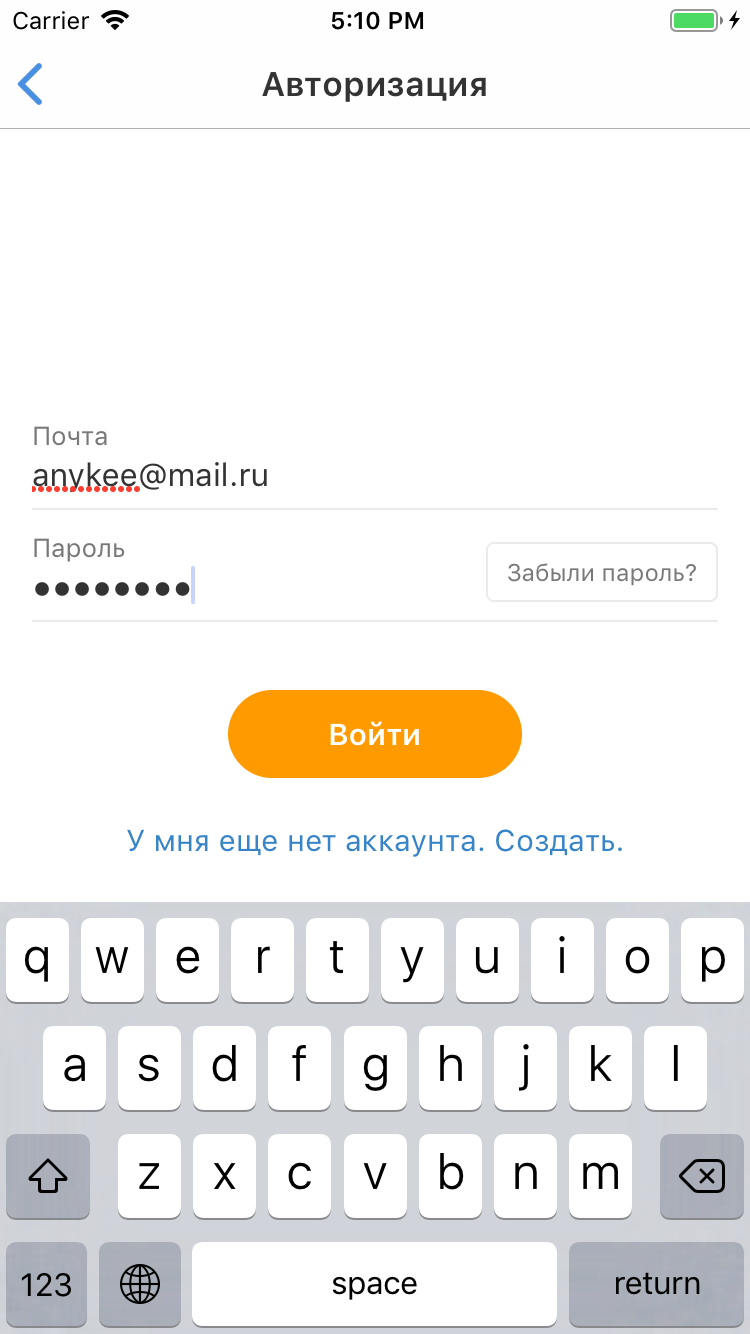 Carrier 5:10 PM
Авторизация
Почта
anykee@mail.ru
Пароль
Забыли пароль?
Войти
У мня еще нет аккаунта. Создать.
q w e r t y u i o p
a s d f g h j k l
z x c v b n m
123 space return